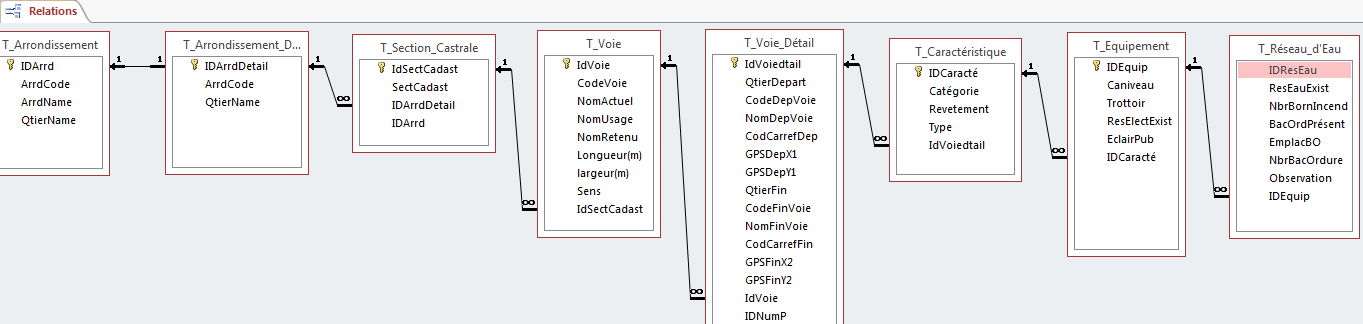 Relations
T_Arrondissement
IDArrd
ArrdCode
ArrdName
QtierName
1
1
T_Arrondissement_D...
IDArrdDetail
ArrdCode
QtierName
1
∞
T_Section_Castrale
IdSectCadast
SectCadast
IDArrdDetail
IDArrd
1
∞
T_Voie
IdVoie
CodeVoie
NomActuel
NomUsage
NomRetenu
Longueur(m)
largeur(m)
Sens
IdSectCadast
1
∞
T_Voie_Détail
IdVoiedtail
QtierDepart
CodeDepVoie
NomDepVoie
CodCarrefDep
GPSDepX1
GPSDepY1
QtierFin
CodeFinVoie
NomFinVoie
CodCarrefFin
GPSFinX2
GPSFinY2
IdVoie
IDNumP
1
∞
T_Caractéristique
IDCaracté
Catégorie
Revetement
Type
IdVoiedtail
1
∞
T_Equipement
IDEquip
Caniveau
Trottoir
ResElectExist
EclairPub
IDCaracté
1
∞
T_Réseau_d'Eau
IDResEau
ResEauExist
NbrBornIncend
BacOrdPrésent
EmplacBO
NbrBacOrdure
Observation
IDEquip